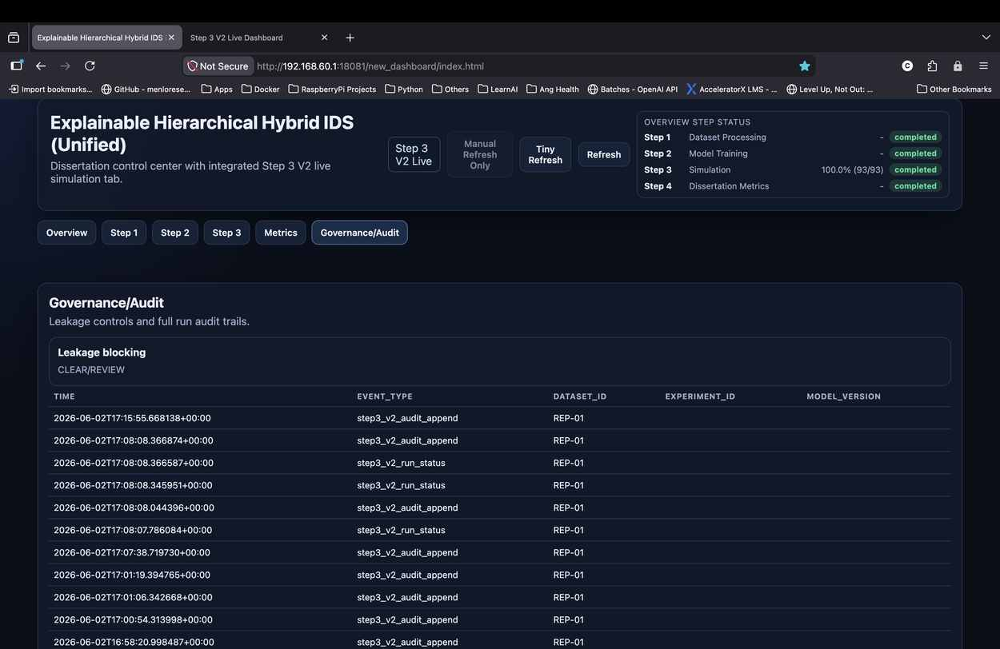 Explainable Hierarchical Hybrid IDS
Step 3 V2 Live Dashboard
Not Secure
http://192.168.60.1:18081/new_dashboard/index.html
Import bookmarks...
GitHub - menlorese...
Apps
Docker
RaspberryPi Projects
Python
Others
LearnAI
Ang Health
Batches - OpenAI API
AcceleratorX LMS - ...
Level Up, Not Out: ...
Other Bookmarks
Explainable Hierarchical Hybrid IDS
(Unified)
Dissertation control center with integrated Step 3 V2 live
simulation tab.
Step 3
V2 Live
Manual
Refresh
Only
Tiny
Refresh
Refresh
OVERVIEW STEP STATUS
Step 1 Dataset Processing - completed
Step 2 Model Training - completed
Step 3 Simulation 100.0% (93/93) completed
Step 4 Dissertation Metrics - completed
Overview
Step 1
Step 2
Step 3
Metrics
Governance/Audit
Governance/Audit
Leakage controls and full run audit trails.
Leakage blocking
CLEAR/REVIEW
TIME EVENT_TYPE DATASET_ID EXPERIMENT_ID MODEL_VERSION
2026-06-02T17:15:55.668138+00:00 step3_v2_audit_append REP-01
2026-06-02T17:08:08.366874+00:00 step3_v2_audit_append REP-01
2026-06-02T17:08:08.366587+00:00 step3_v2_run_status REP-01
2026-06-02T17:08:08.345951+00:00 step3_v2_run_status REP-01
2026-06-02T17:08:08.044396+00:00 step3_v2_audit_append REP-01
2026-06-02T17:08:07.786084+00:00 step3_v2_run_status REP-01
2026-06-02T17:07:38.719730+00:00 step3_v2_audit_append REP-01
2026-06-02T17:01:19.394765+00:00 step3_v2_audit_append REP-01
2026-06-02T17:01:06.342668+00:00 step3_v2_audit_append REP-01
2026-06-02T17:00:54.313998+00:00 step3_v2_audit_append REP-01
2026-06-02T16:58:20.998487+00:00 step3_v2_audit_append REP-01